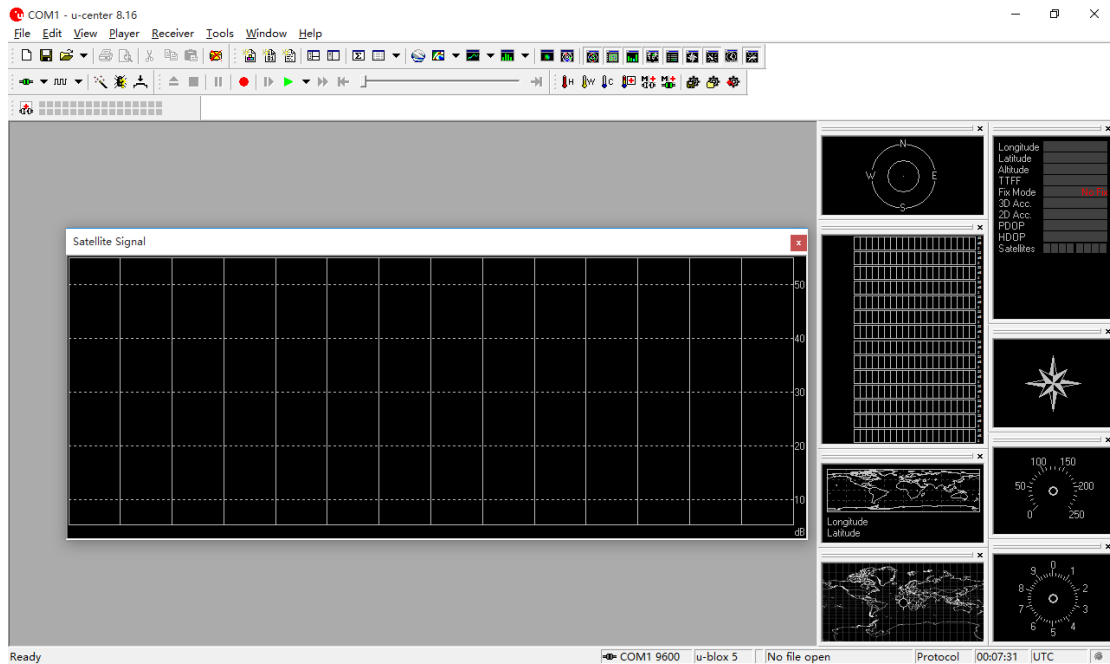 COM1 - u-center 8.16
File Edit View Player Receiver Tools Window Help
H W C
Satellite Signal
x
50
40
30
20
10
dB
N
W E
S
Longitude
Latitude
Altitude
TTFF
Fix Mode
3D Acc.
2D Acc.
PDOP
HDOP
Satellites
Longitude
Latitude
100 150
50 200
0 250
0
9 1
8 2
7 3
6 4
5
Ready COM1 9600 u-blox 5 No file open Protocol 00:07:31 UTC